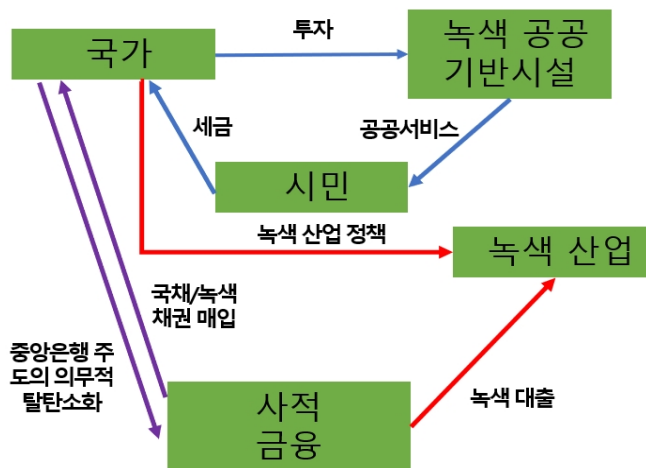 투자
국가
녹색 공공
기반시설
세금
공공서비스
시민
녹색 산업 정책
녹색 산업
국채/녹색
채권 매입
중앙은행 주
도의 의무적
탈탄소화
사적
금융
녹색 대출